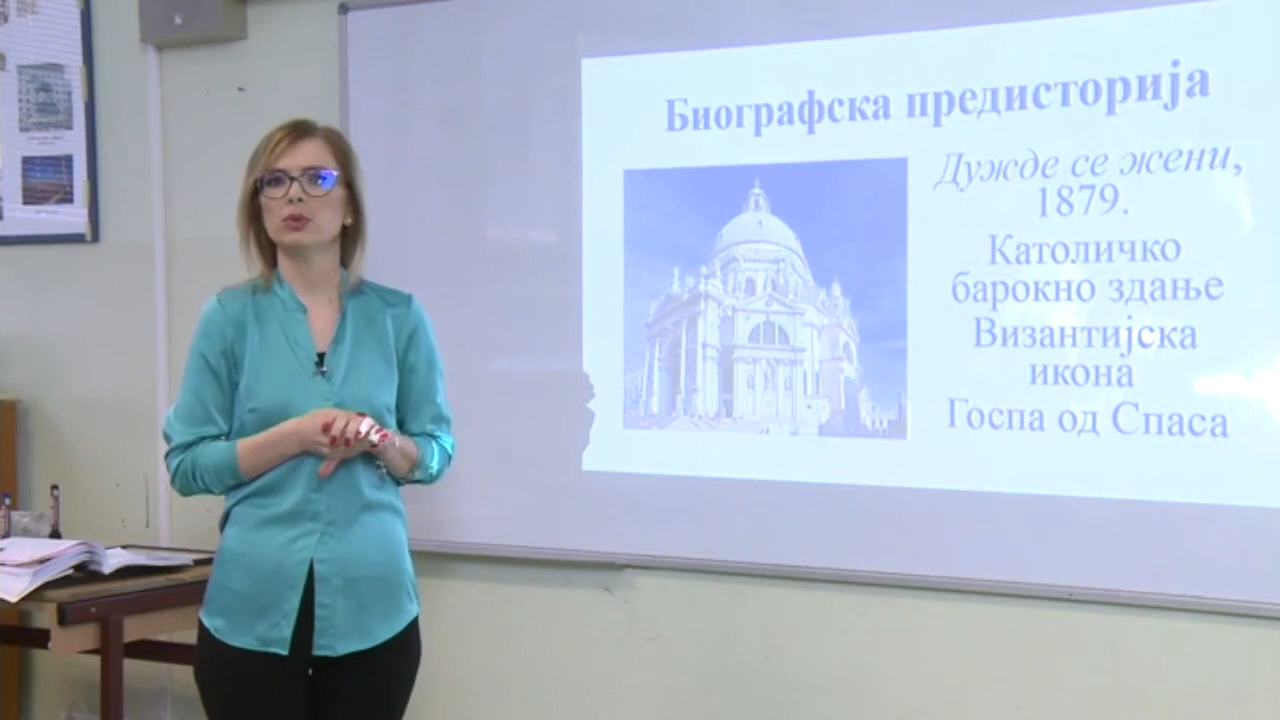 Биографска предисторија
Дужде се жени,
1879.
Католичко
барокно здање
Византијска
икона
Госпа од Спаса